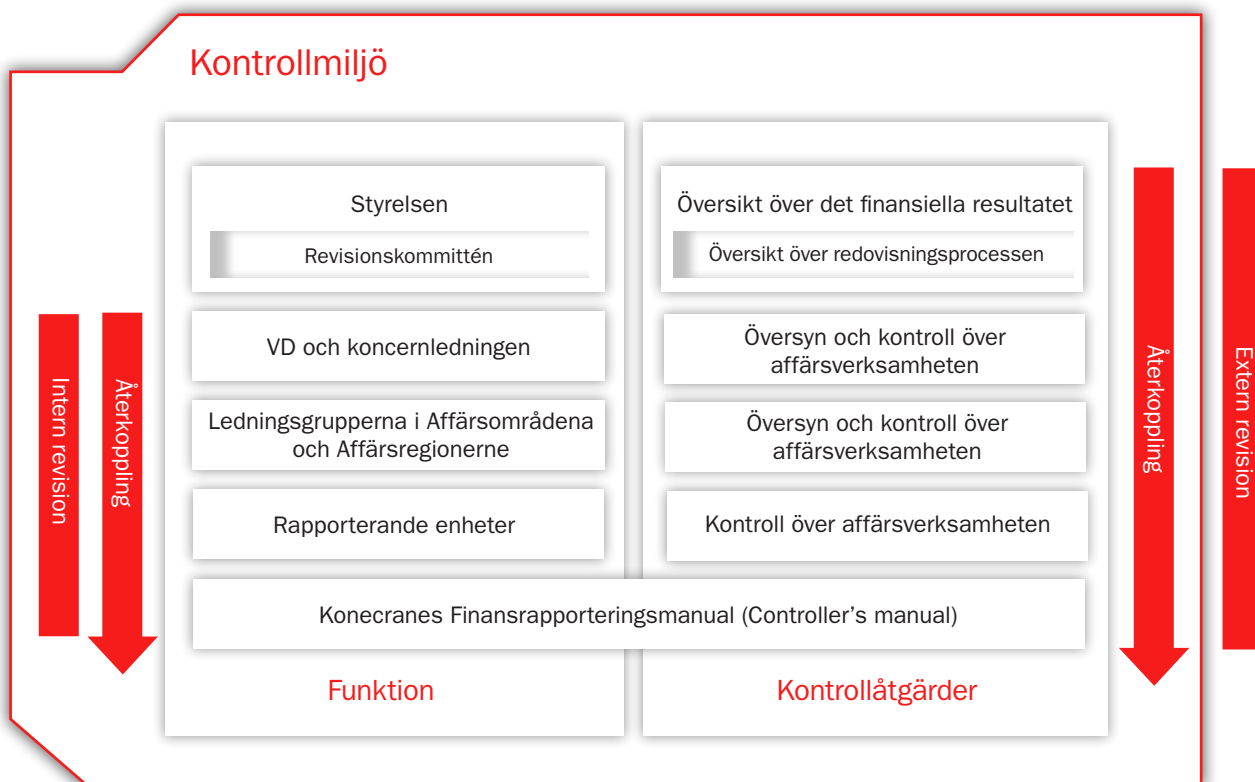 Kontrollmiljö
Intern revision
Återkoppling
Styrelsen
Revisionskommittén
VD och koncernledningen
Ledningsgrupperna i Affärsområdena
och Affärsregionerne
Rapporterande enheter
Översikt över det finansiella resultatet
Översikt över redovisningsprocessen
Översyn och kontroll över
affärsverksamheten
Översyn och kontroll över
affärsverksamheten
Kontroll över affärsverksamheten
Konecranes Finansrapporteringsmanual (Controller’s manual)
Funktion
Kontrollåtgärder
Återkoppling
Extern revision